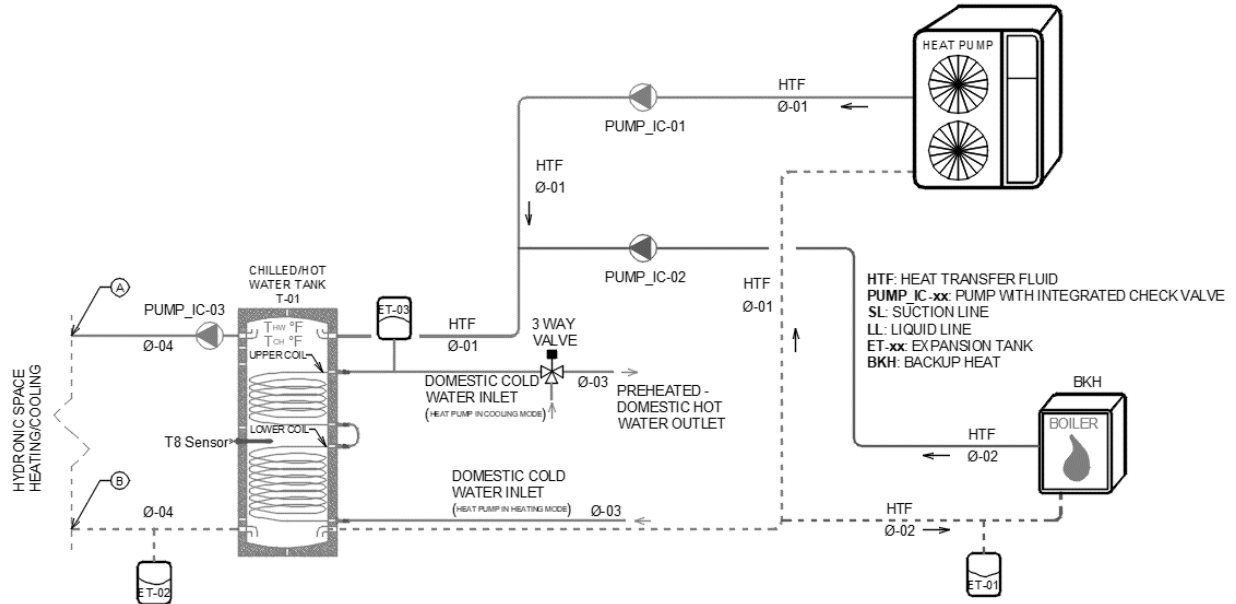 HEAT PUMP
HTF
Ø-01
PUMP_IC-01
HTF
Ø-01
PUMP_IC-02
HTF
Ø-01
HTF: HEAT TRANSFER FLUID
PUMP_IC-xx: PUMP WITH INTEGRATED CHECK VALVE
SL: SUCTION LINE
LL: LIQUID LINE
ET-xx: EXPANSION TANK
BKH: BACKUP HEAT
CHILLED/HOT
WATER TANK
T-01
A
PUMP_IC-03
Ø-04
THW °F
TCH °F
ET-03
HTF
Ø-01
3 WAY
VALVE
UPPER COIL
DOMESTIC COLD
WATER INLET
(HEAT PUMP IN COOLING MODE)
Ø-03
PREHEATED -
DOMESTIC HOT
WATER OUTLET
BKH
BOILER
HTF
Ø-02
HYDRONIC SPACE
HEATING/COOLING
T8 Sensor
LOWER COIL
DOMESTIC COLD
WATER INLET
(HEAT PUMP IN HEATING MODE)
Ø-03
B
Ø-04
HTF
Ø-02
ET-02
ET-01